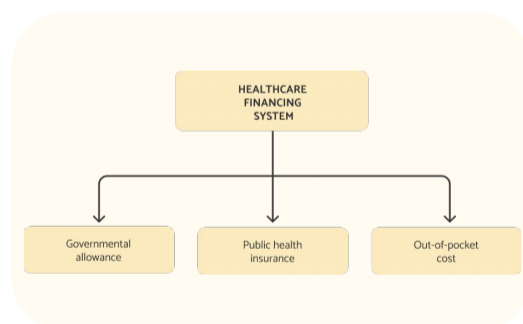 HEALTHCARE
FINANCING
SYSTEM
Governmental
allowance
Public health
insurance
Out-of-pocket
cost